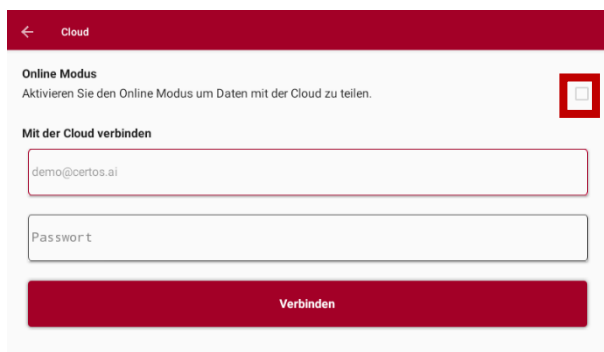 Cloud
Online Modus
Aktivieren Sie den Online Modus um Daten mit der Cloud zu teilen.
Mit der Cloud verbinden
demo@certos.ai
Passwort
Verbinden